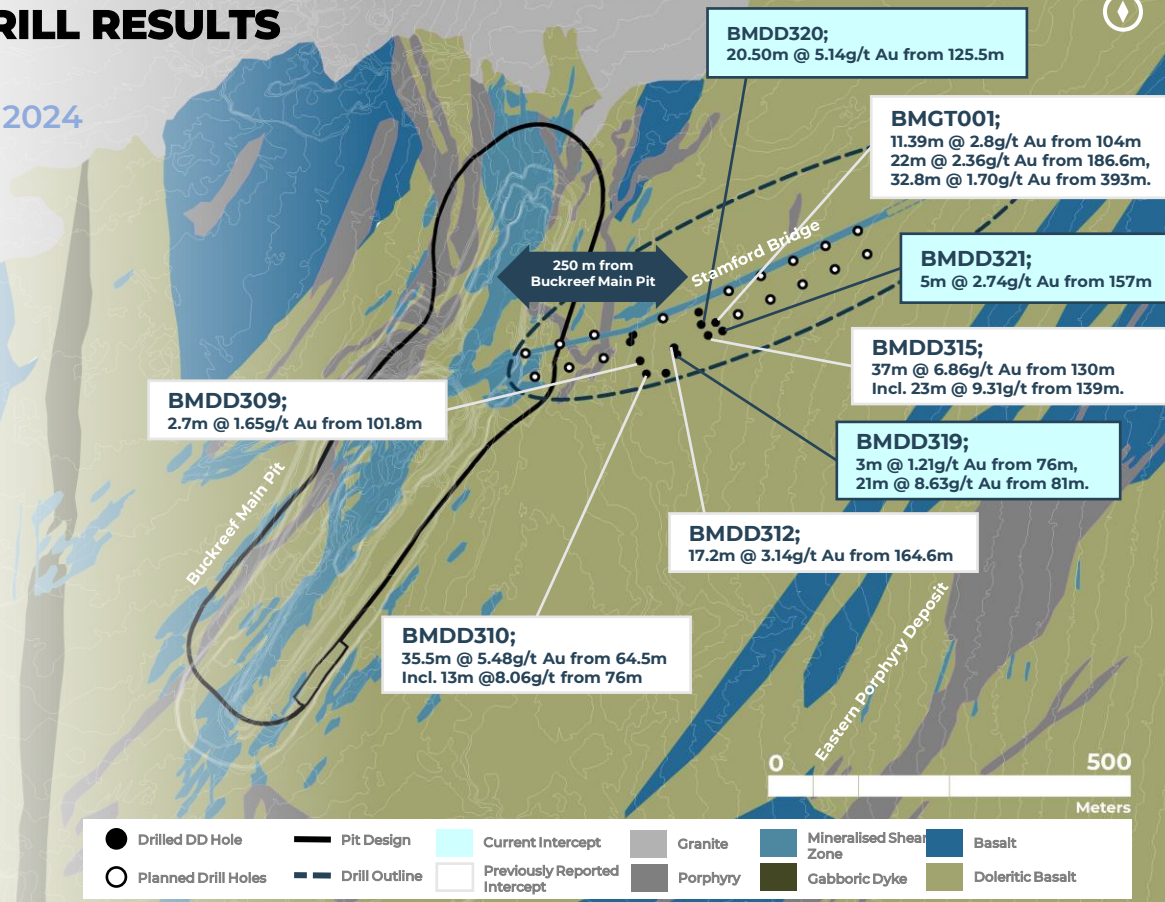 RILL RESULTS
2024
BMDD320;
20.50m @ 5.14g/t Au from 125.5m
BMGT001;
11.39m @ 2.8g/t Au from 104m
22m @ 2.36g/t Au from 186.6m,
32.8m @ 1.70g/t Au from 393m.
Stamford Bridge
250 m from
Buckreef Main Pit
BMDD321;
5m @ 2.74g/t Au from 157m
BMDD315;
37m @ 6.86g/t Au from 130m
Incl. 23m @ 9.31g/t from 139m.
BMDD309;
2.7m @ 1.65g/t Au from 101.8m
BMDD319;
3m @ 1.21g/t Au from 76m,
21m @ 8.63g/t Au from 81m.
Buckreef Main Pit
BMDD312;
17.2m @ 3.14g/t Au from 164.6m
BMDD310;
35.5m @ 5.48g/t Au from 64.5m
Incl. 13m @8.06g/t from 76m
Eastern Porphyry Deposit
0 500
Meters
Drilled DD Hole
Pit Design
Current Intercept
Granite
Mineralised Shear
Zone
Basalt
Planned Drill Holes
Drill Outline
Previously Reported
Intercept
Porphyry
Gabboric Dyke
Doleritic Basalt